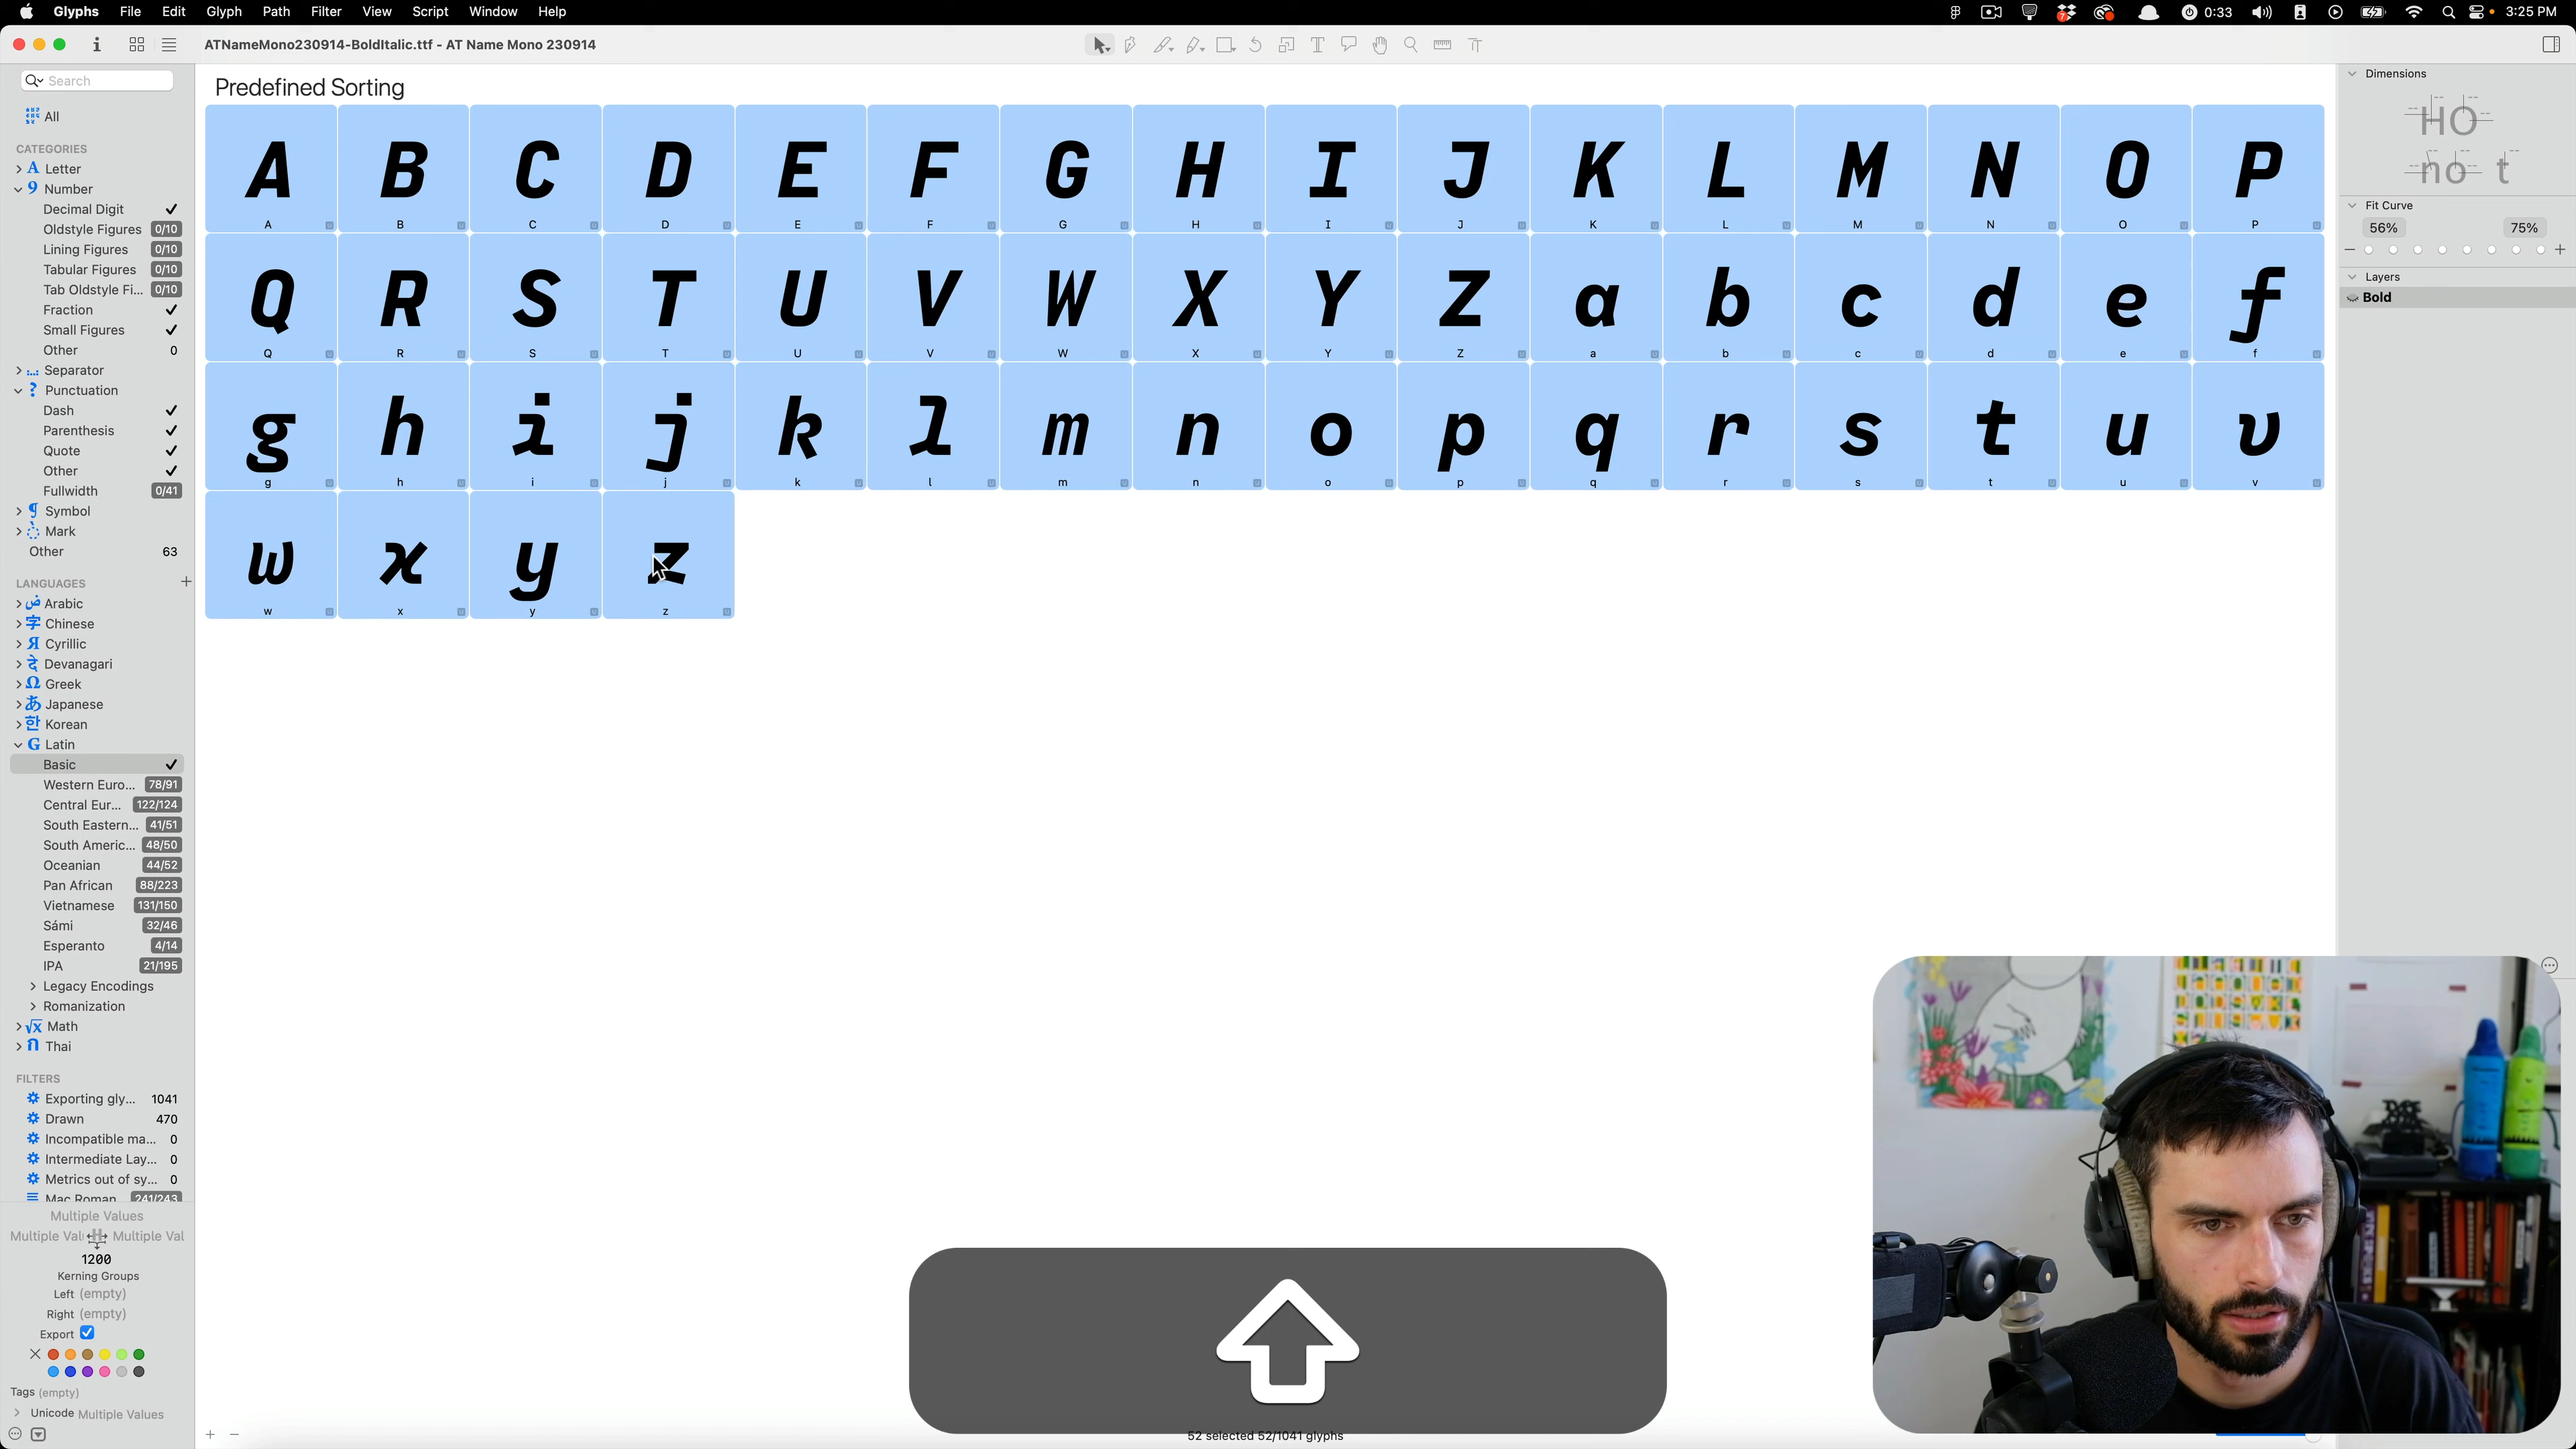 Glyphs File Edit Glyph Path Filter View Script Window Help 0:33 3:25 PM
ATNameMono230914-BoldItalic.ttf - AT Name Mono 230914
Search
All
CATEGORIES
Letter
Number
Decimal Digit
Oldstyle Figures 0/10
Lining Figures 0/10
Tabular Figures 0/10
Tab Oldstyle Fi... 0/10
Fraction
Small Figures
Other 0
Separator
Punctuation
Dash
Parenthesis
Quote
Other
Fullwidth 0/41
Symbol
Mark
Other 63
LANGUAGES
Arabic
Chinese
Cyrillic
Devanagari
Greek
Japanese
Korean
Latin
Basic
Western Euro... 78/91
Central Eur... 122/124
South Eastern... 41/51
South Americ... 48/50
Oceanian 44/52
Pan African 88/223
Vietnamese 131/150
Sámi 32/46
Esperanto 4/14
IPA 21/195
Legacy Encodings
Romanization
Math
Thai
FILTERS
Exporting gly... 1041
Drawn 470
Incompatible ma... 0
Intermediate Lay... 0
Metrics out of sy... 0
Mac Roman 241/243
Multiple Values
Multiple Val H Multiple Val
1200
Kerning Groups
Left (empty)
Right (empty)
Export
Tags (empty)
Unicode Multiple Values
Predefined Sorting
A B C D E F G H I J K L M N O P
A B C D E F G H I J K L M N O P
Q R S T U V W X Y Z a b c d e f
Q R S T U V W X Y Z a b c d e f
g h i j k l m n o p q r s t u v
g h i j k l m n o p q r s t u v
w x y z
w x y z
52 selected 52/1041 glyphs
Dimensions
HO
no t
Fit Curve
56% 75%
Layers
Bold